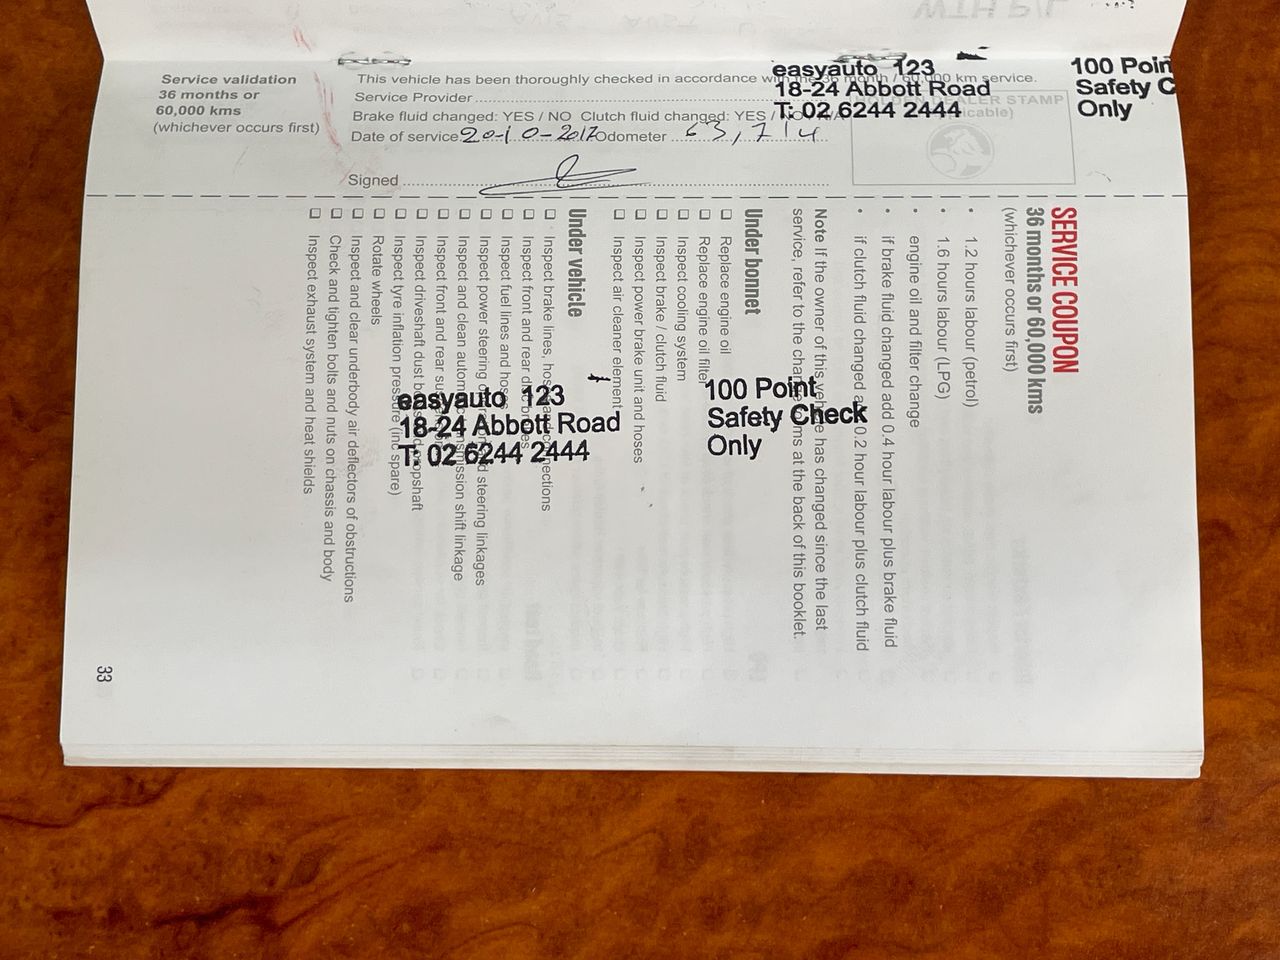 Service validation
36 months or
60,000 kms
(whichever occurs first)
This vehicle has been thoroughly checked in accordance with the 36 month / 60,000 km service.
Service Provider
Brake fluid changed: YES / NO Clutch fluid changed: YES / NO / N/A
Date of service 20-10-2017 Odometer 63,714
Signed
HOLDEN DEALER STAMP
easyauto 123
18-24 Abbott Road
T: 02 6244 2444
100 Poin
Safety C
Only
SERVICE COUPON
36 months or 60,000 kms
(whichever occurs first)
• 1.2 hours labour (petrol)
• 1.6 hours labour (LPG)
• engine oil and filter change
• if brake fluid changed add 0.4 hour labour plus brake fluid
• if clutch fluid changed add 0.2 hour labour plus clutch fluid
Note If the owner of this vehicle has changed since the last
service, refer to the change forms at the back of this booklet.
Under bonnet
Replace engine oil
Replace engine oil filter
Inspect cooling system
Inspect brake / clutch fluid
Inspect power brake unit and hoses
Inspect air cleaner element
Under vehicle
Inspect brake lines, hoses and connections
Inspect front and rear disc brakes
Inspect fuel lines and hoses
Inspect power steering and steering linkages
Inspect and clean automatic transmission shift linkage
Inspect front and rear
Inspect driveshaft dust boots and propshaft
Inspect tyre inflation pressure (inc spare)
Rotate wheels
Inspect and clear underbody air deflectors of obstructions
Check and tighten bolts and nuts on chassis and body
Inspect exhaust system and heat shields
easyauto 123
18-24 Abbott Road
T: 02 6244 2444
100 Point
Safety Check
Only
33